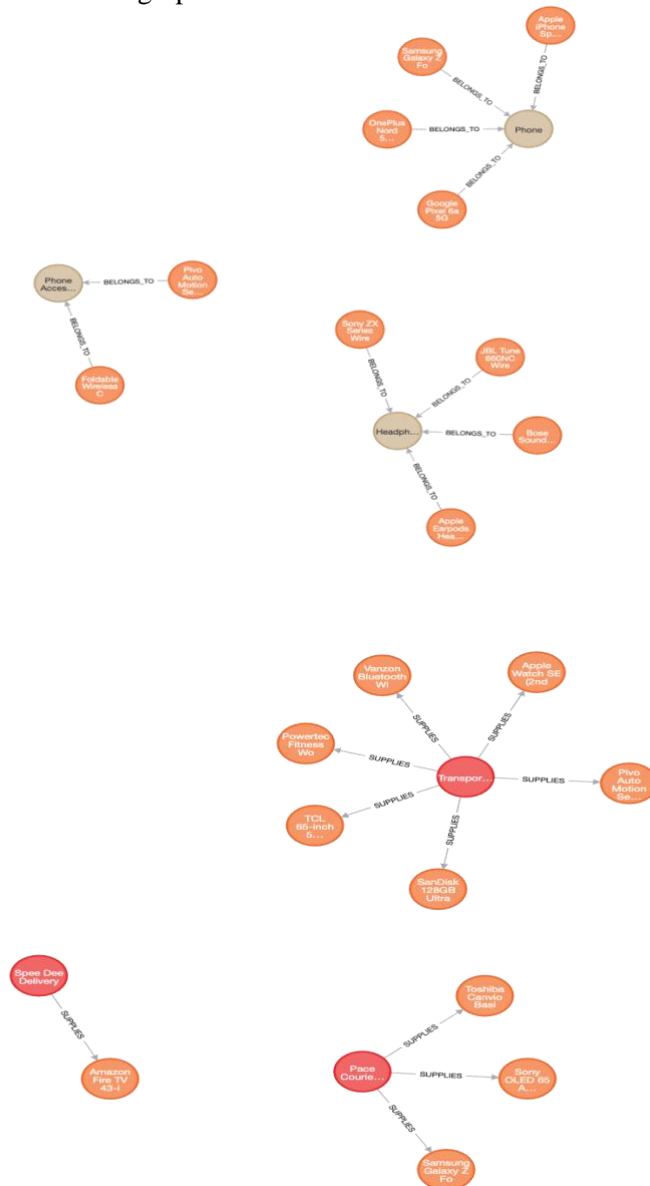 Apple
iPhone
Sp...
Samsung
Galaxy Z
Fo
BELONGS_TO
BELONGS_TO
OnePlus
Nord
5...
BELONGS_TO
Phone
BELONGS_TO
Google
Pixel 6a
5G
Phone
Acces...
BELONGS_TO
Pivo
Auto
Motion
Se...
BELONGS_TO
Foldable
Wireless
C
Sony ZX
Series
Wire
BELONGS_TO
JBL Tune
660NC
Wire
BELONGS_TO
Headph...
BELONGS_TO
Bose
Sound...
BELONGS_TO
Apple
Earpods
Hea...
Vanzon
Bluetooth
Wi
Apple
Watch SE
(2nd
SUPPLIES
SUPPLIES
Powertec
Fitness
Wo
SUPPLIES
Transpor...
SUPPLIES
Pivo
Auto
Motion
Se...
SUPPLIES
TCL
65-inch
5...
SUPPLIES
SanDisk
128GB
Ultra
Spee Dee
Delivery
SUPPLIES
Amazon
Fire TV
43-i
Toshiba
Canvio
Basi
SUPPLIES
Pace
Courie...
SUPPLIES
Sony
OLED 65
A...
SUPPLIES
Samsung
Galaxy Z
Fo